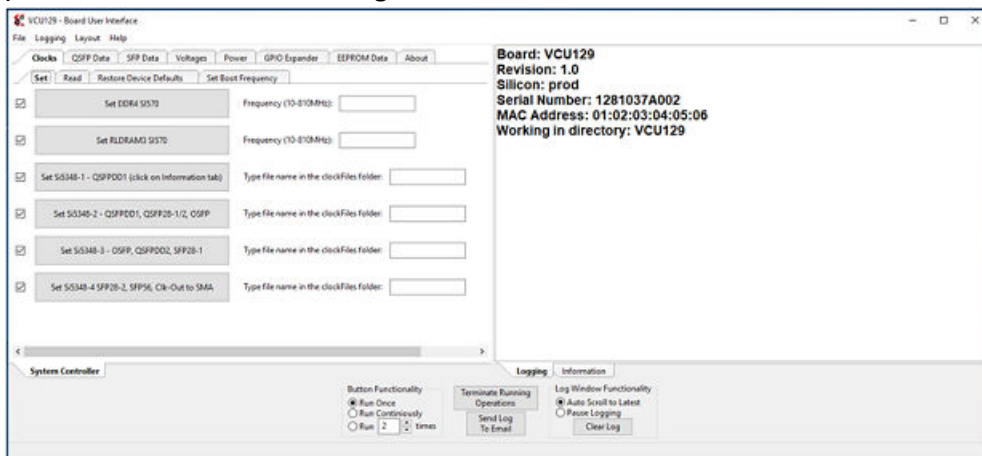 VCU129 - Board User Interface
File Logging Layout Help
Clocks QSFP Data SFP Data Voltages Power GPIO Expander EEPROM Data About
Set Read Restore Device Defaults Set Boot Frequency
Set DDR4 SI570 Frequency (10-810MHz):
Set RLDRAM3 SI570 Frequency (10-810MHz):
Set Si5348-1 - QSFPDD1 (click on Information tab) Type file name in the clockFiles folder:
Set Si5348-2 - QSFPDD1, QSFP28-1/2, OSFP Type file name in the clockFiles folder:
Set Si5348-3 - OSFP, QSFPDD2, SFP28-1 Type file name in the clockFiles folder:
Set Si5348-4 SFP28-2, SFP56, Clk-Out to SMA Type file name in the clockFiles folder:
System Controller
Board: VCU129
Revision: 1.0
Silicon: prod
Serial Number: 1281037A002
MAC Address: 01:02:03:04:05:06
Working in directory: VCU129
Logging Information
Button Functionality
Run Once
Run Continiously
Run 2 times
Terminate Running
Operations
Send Log
To Email
Log Window Functionality
Auto Scroll to Latest
Pause Logging
Clear Log